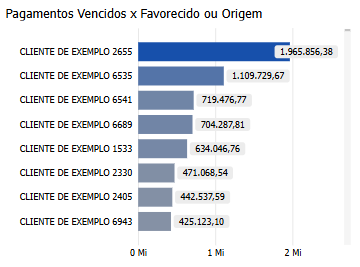 Pagamentos Vencidos x Favorecido ou Origem
CLIENTE DE EXEMPLO 2655 1.965.856,38
CLIENTE DE EXEMPLO 6535 1.109.729,67
CLIENTE DE EXEMPLO 6541 719.476,77
CLIENTE DE EXEMPLO 6689 704.287,81
CLIENTE DE EXEMPLO 1533 634.046,76
CLIENTE DE EXEMPLO 2330 471.068,54
CLIENTE DE EXEMPLO 2405 442.537,59
CLIENTE DE EXEMPLO 6943 425.123,10
0 Mi 1 Mi 2 Mi